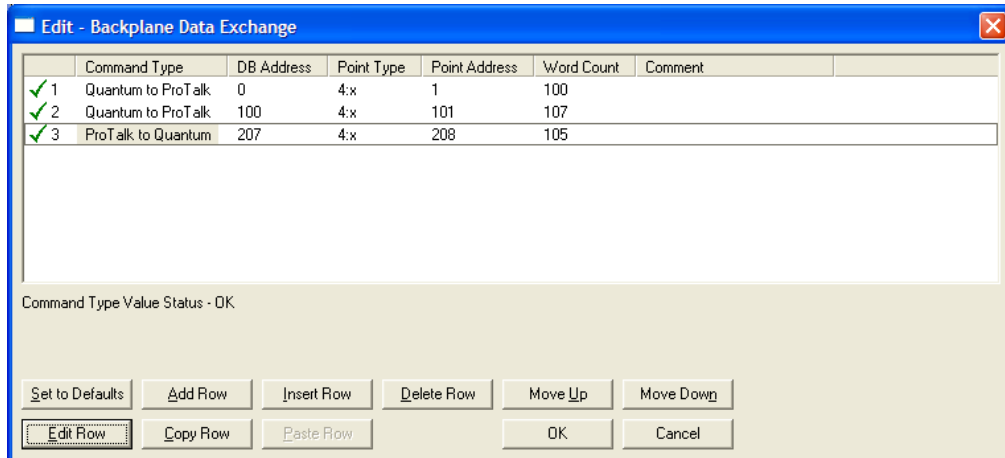 Edit - Backplane Data Exchange
Command Type DB Address Point Type Point Address Word Count Comment
1 Quantum to ProTalk 0 4:x 1 100
2 Quantum to ProTalk 100 4:x 101 107
3 ProTalk to Quantum 207 4:x 208 105
Command Type Value Status - OK
Set to Defaults Add Row Insert Row Delete Row Move Up Move Down
Edit Row Copy Row Paste Row OK Cancel